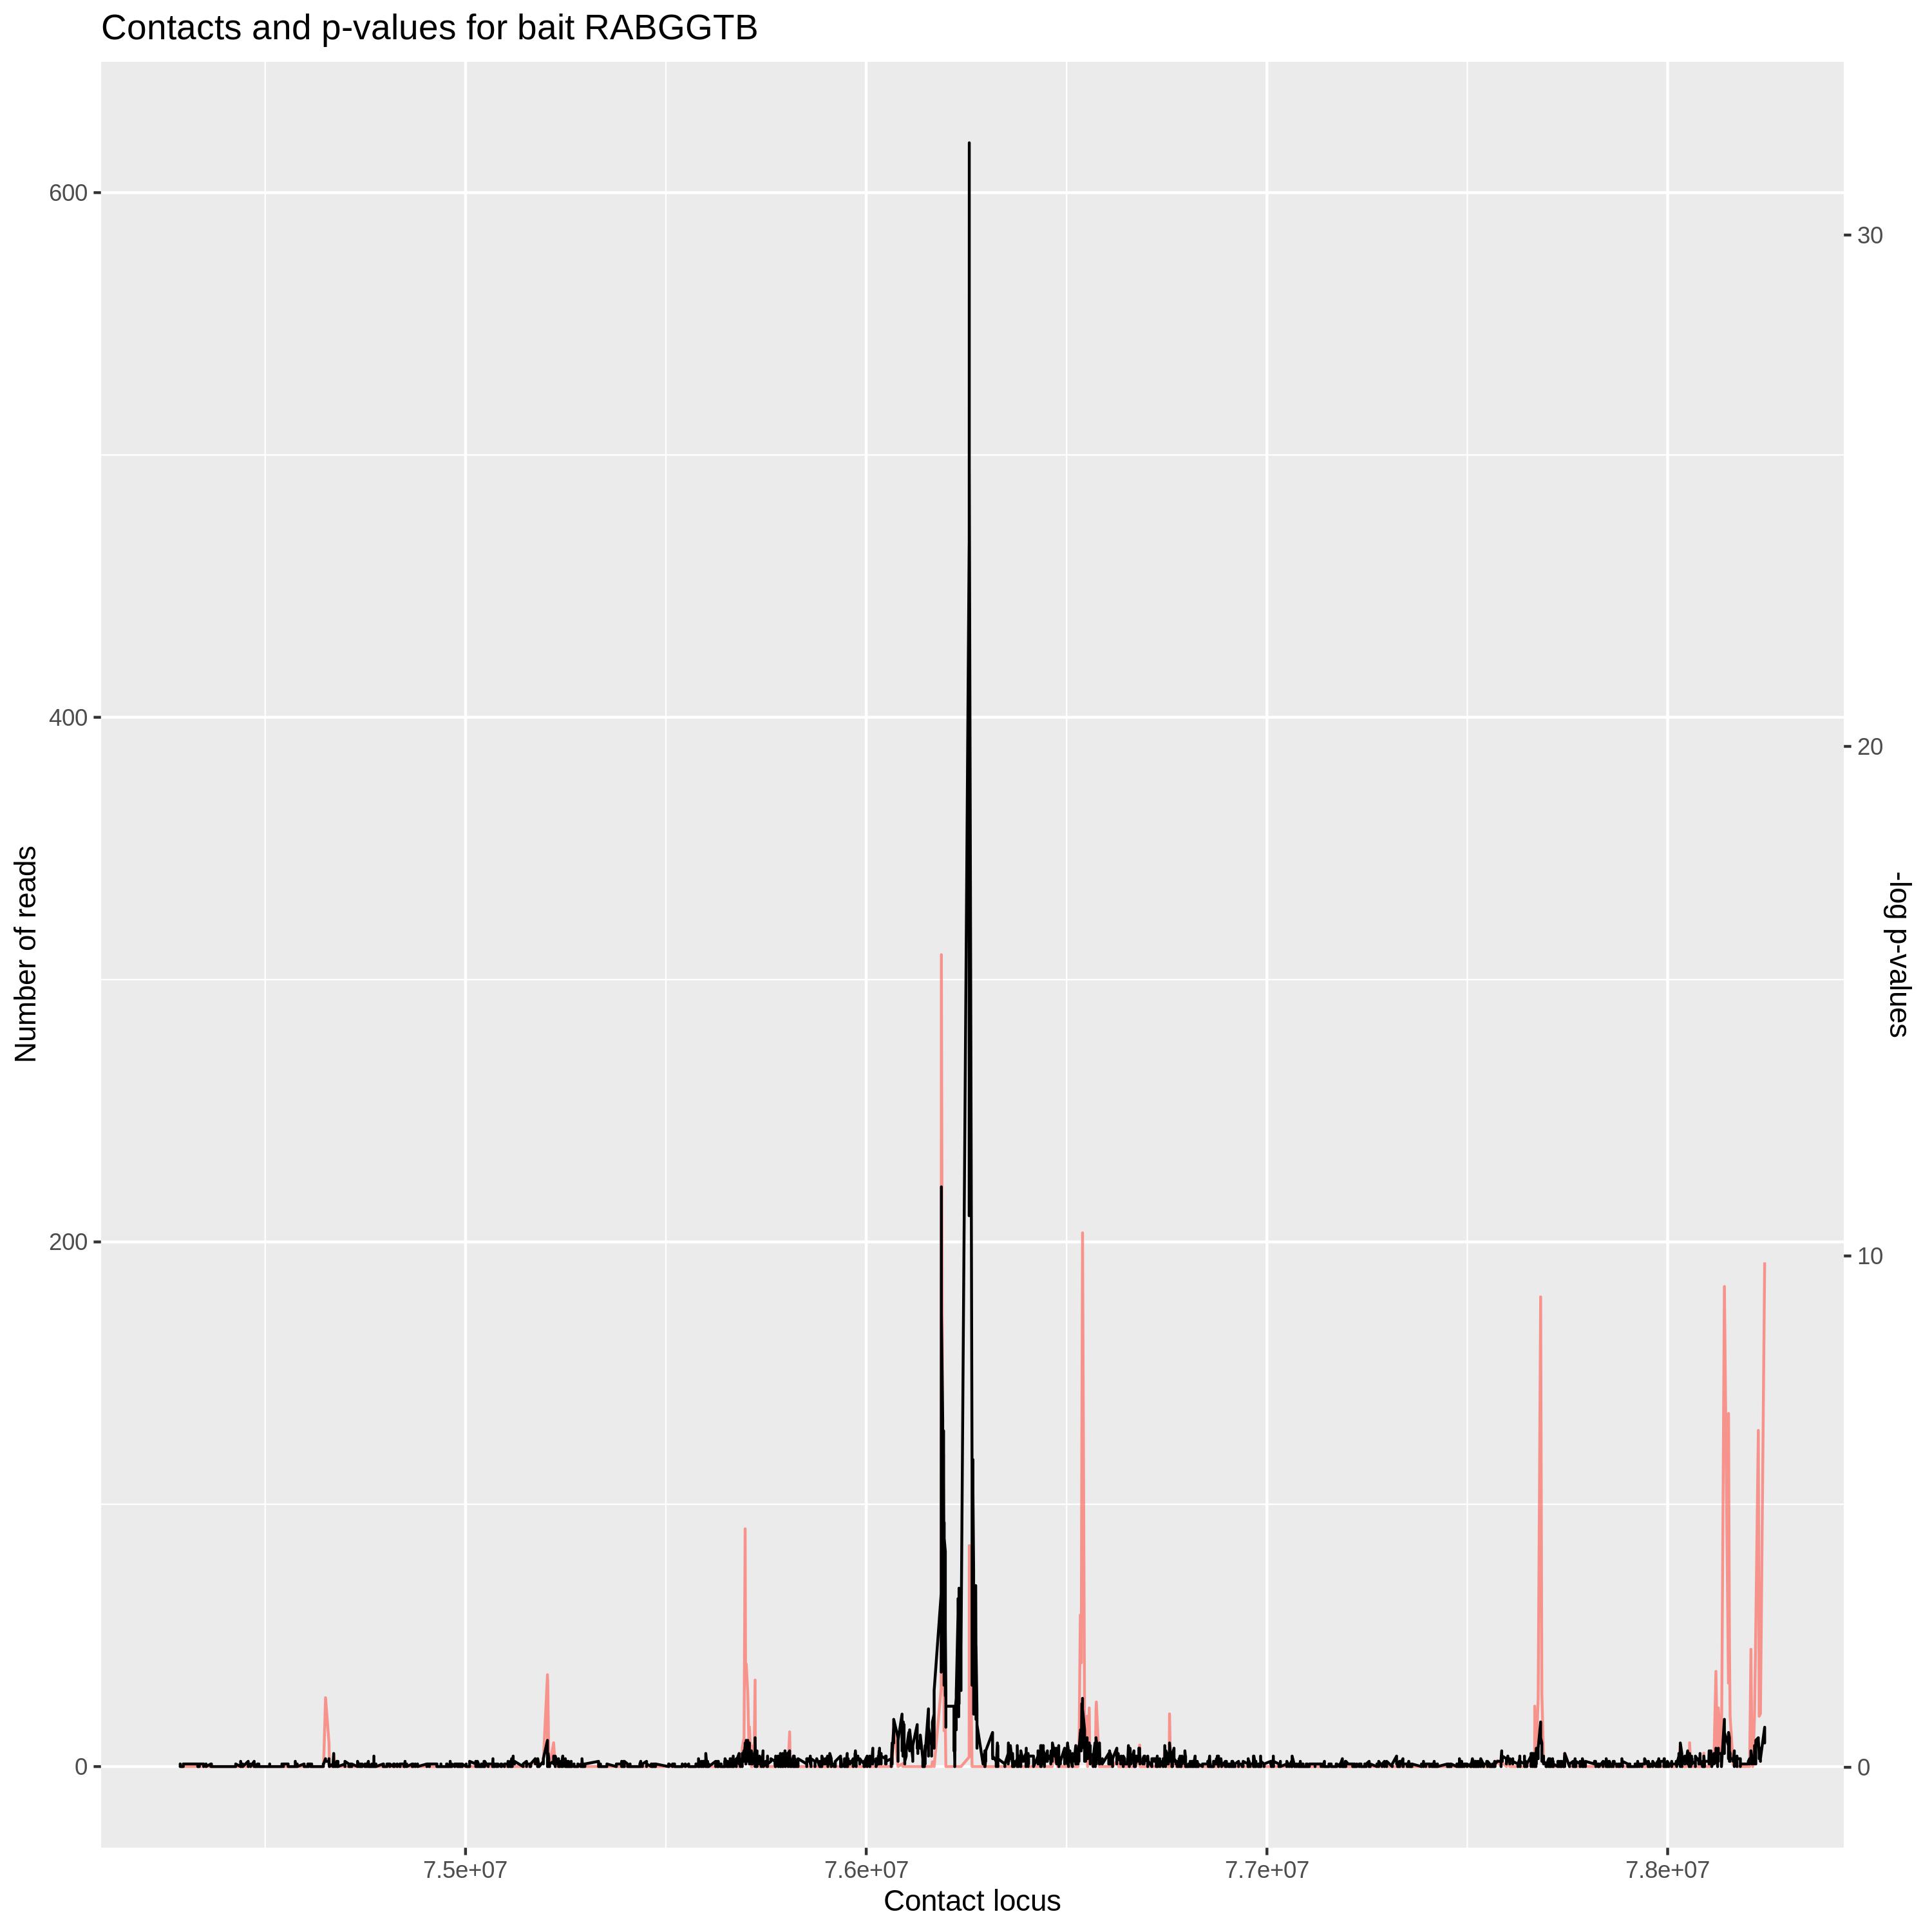 Contacts and p-values for bait RABGGTB
600
400
200
0
Number of reads
30
20
10
0
-log p-values
7.5e+07
7.6e+07
7.7e+07
7.8e+07
Contact locus